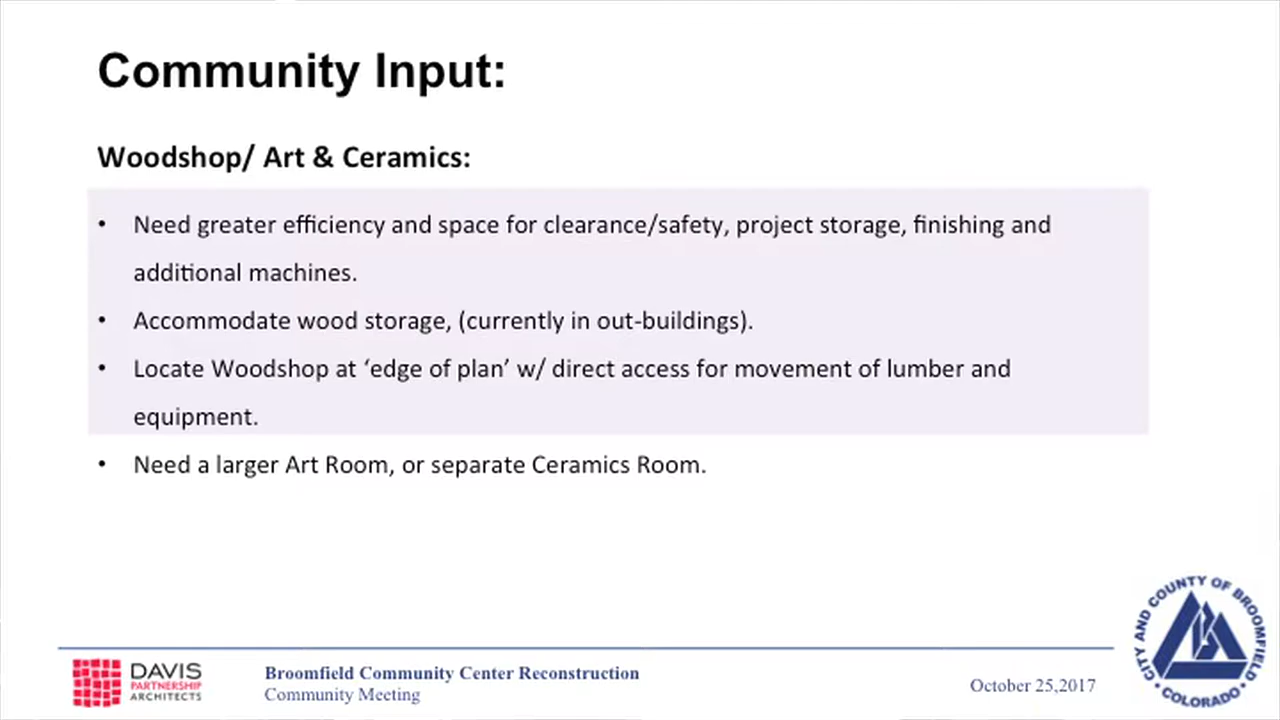 Community Input:
Woodshop/ Art & Ceramics:
• Need greater efficiency and space for clearance/safety, project storage, finishing and
additional machines.
• Accommodate wood storage, (currently in out-buildings).
• Locate Woodshop at ‘edge of plan’ w/ direct access for movement of lumber and
equipment.
• Need a larger Art Room, or separate Ceramics Room.
DAVIS
PARTNERSHIP
ARCHITECTS
Broomfield Community Center Reconstruction
Community Meeting
October 25,2017
CITY AND COUNTY OF BROOMFIELD
• COLORADO •